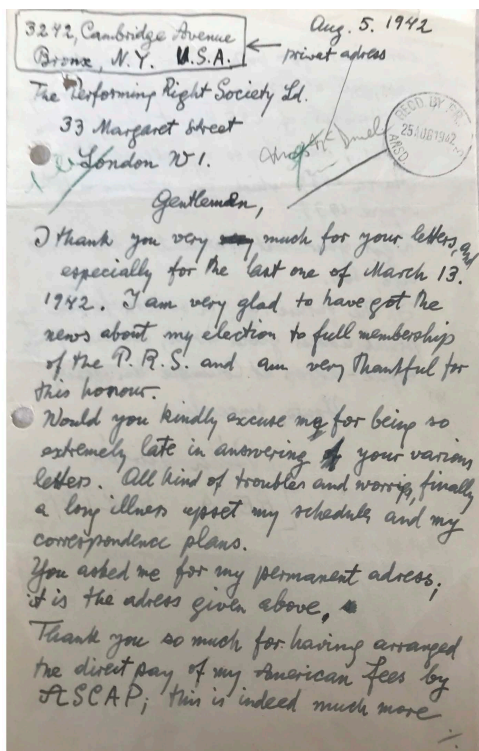 3242, Cambridge Avenue
Bronx, N.Y. U.S.A.
Aug. 5. 1942
privat adress
The Performing Right Society Ld.
33 Margaret Street
London W1.
RECD BY P.R.
25 AUG 1942
Gentleman,
I thank you very much for your letters, and
especially for the last one of March 13.
1942. I am very glad to have got the
news about my election to full membership
of the P.R.S. and am very thankful for
this honour.
Would you kindly excuse me for being so
extremely late in answering your various
letters. All kind of troubles and worries, finally
a long illness upset my schedule and my
correspondence plans.
You asked me for my permanent adress;
it is the adress given above.
Thank you so much for having arranged
the direct pay of my American fees by
ASCAP; this is indeed much more